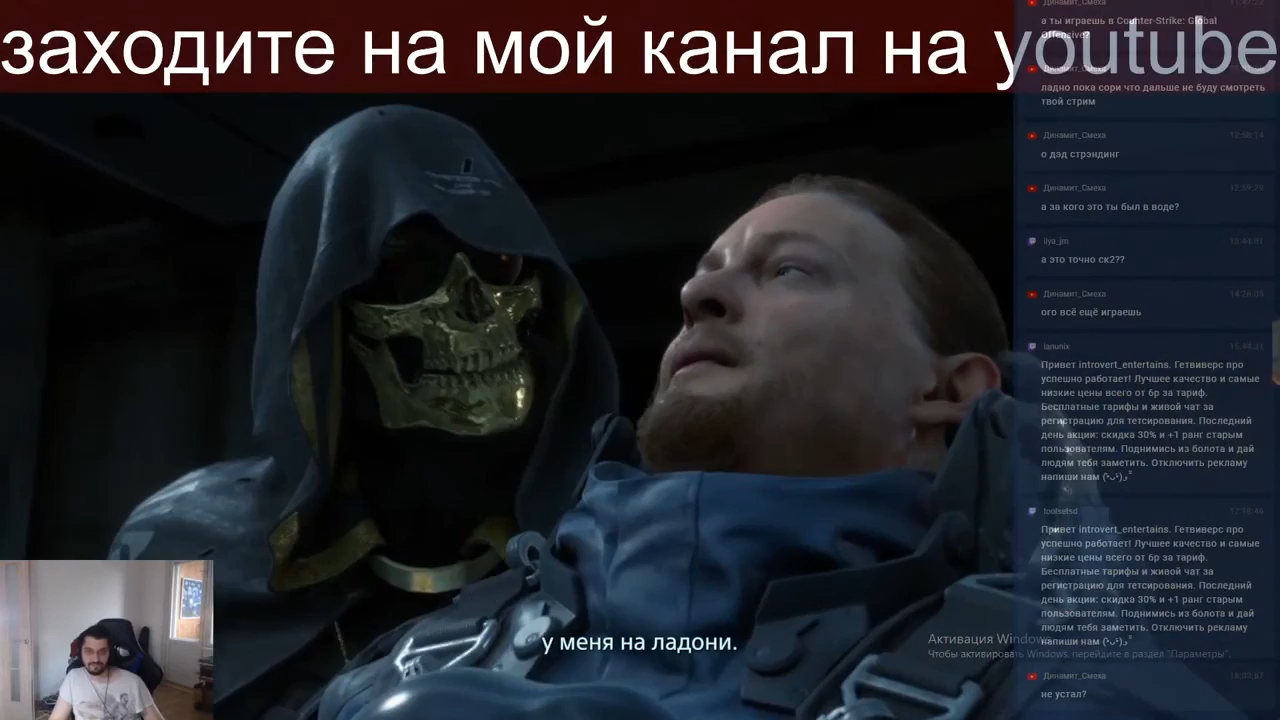 заходите на мой канал на youtube
Динамит_Смеха
а ты играешь в Counter-Strike: Global
Offensive?
Динамит_Смеха
ладно пока сори что дальше не буду смотреть
твой стрим
Динамит_Смеха
о дэд стрэндинг
Динамит_Смеха
а за кого это ты был в воде?
ilya_jm
а это точно ск2??
Динамит_Смеха
ого всё ещё играешь
Привет introvert_entertains. Гетвиверс про
успешно работает! Лучшее качество и самые
низкие цены всего от 6р за тариф.
Бесплатные тарифы и живой чат за
регистрацию для тетсирования. Последний
день акции: скидка 30% и +1 ранг старым
пользователям. Поднимись из болота и дай
людям тебя заметить. Отключить рекламу
напиши нам
Привет introvert_entertains. Гетвиверс про
успешно работает! Лучшее качество и самые
низкие цены всего от 6р за тариф.
Бесплатные тарифы и живой чат за
регистрацию для тетсирования. Последний
день акции: скидка 30% и +1 ранг старым
пользователям. Поднимись из болота и дай
людям тебя заметить. Отключить рекламу
напиши нам
Динамит_Смеха
не устал?
у меня на ладони.
Активация Windows
Чтобы активировать Windows, перейдите в раздел "Параметры".